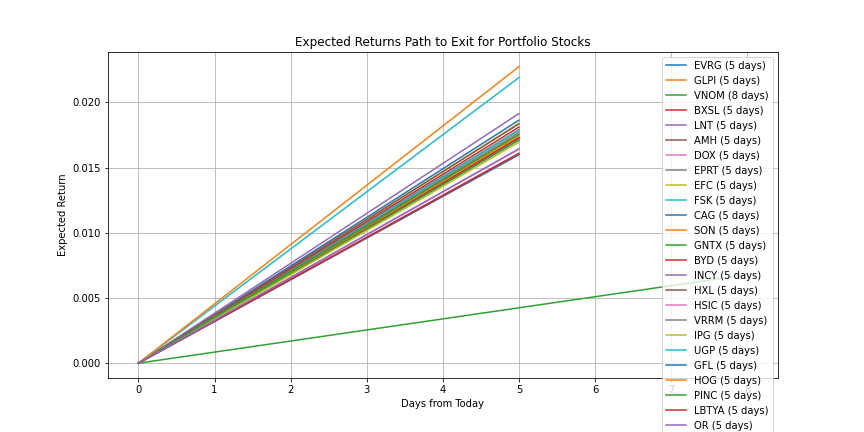 Expected Returns Path to Exit for Portfolio Stocks
Expected Return
0.020
0.015
0.010
0.005
0.000
0
1
2
3
4
5
6
7
8
Days from Today
EVRG (5 days)
GLPI (5 days)
VNOM (8 days)
BXSL (5 days)
LNT (5 days)
AMH (5 days)
DOX (5 days)
EPRT (5 days)
EFC (5 days)
FSK (5 days)
CAG (5 days)
SON (5 days)
GNTX (5 days)
BYD (5 days)
INCY (5 days)
HXL (5 days)
HSIC (5 days)
VRRM (5 days)
IPG (5 days)
UGP (5 days)
GFL (5 days)
HOG (5 days)
PINC (5 days)
LBTYA (5 days)
OR (5 days)